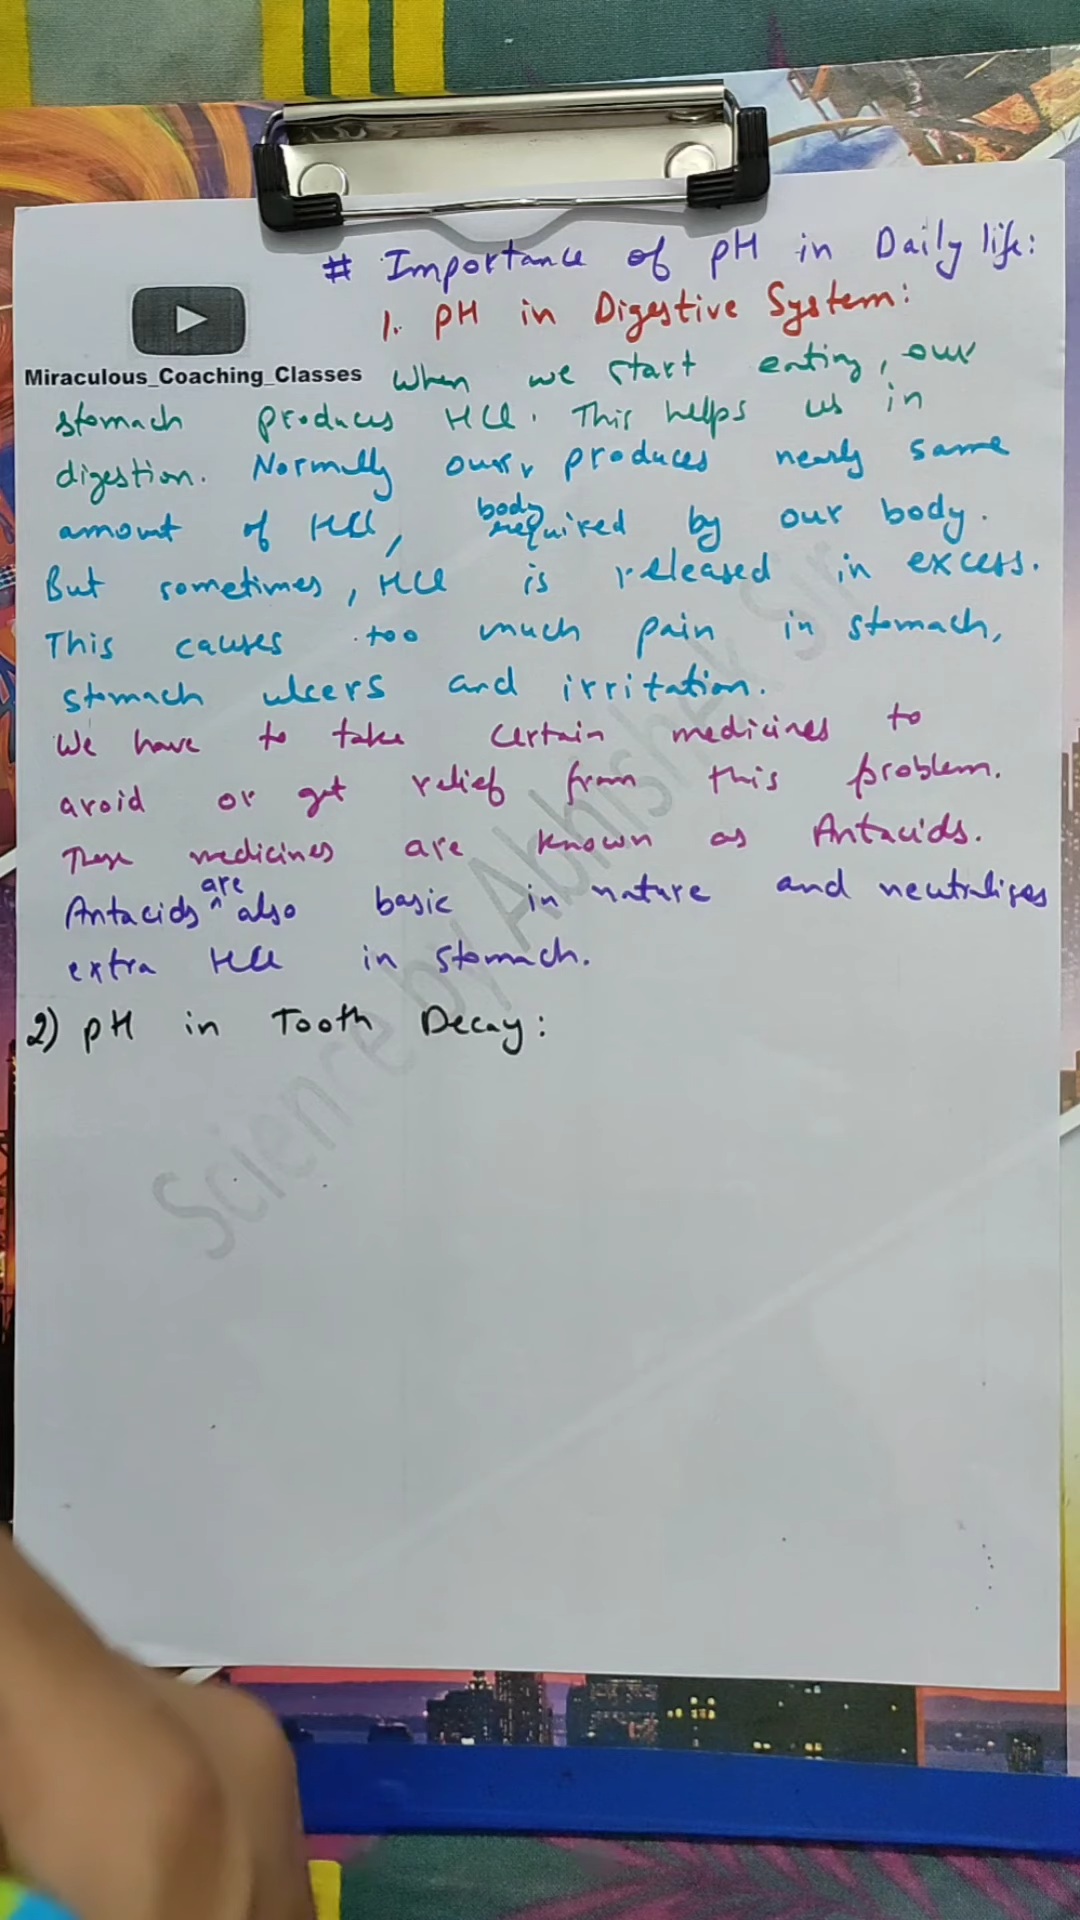 # Importance of pH in Daily life:
1. pH in Digestive System:
Miraculous_Coaching_Classes
When we start eating, our
stomach produces HCl. This helps us in
digestion. Normally our produces nearly same
body
amount of HCl, required by our body.
But sometimes, HCl is released in excess.
This causes too much pain in stomach,
stomach ulcers and irritation.
We have to take certain medicines to
avoid or get relief from this problem.
These medicines are known as Antacids.
are
Antacids ^ also basic in nature and neutralises
extra HCl in stomach.
2) pH in Tooth Decay:
Science by Abhishek Sir